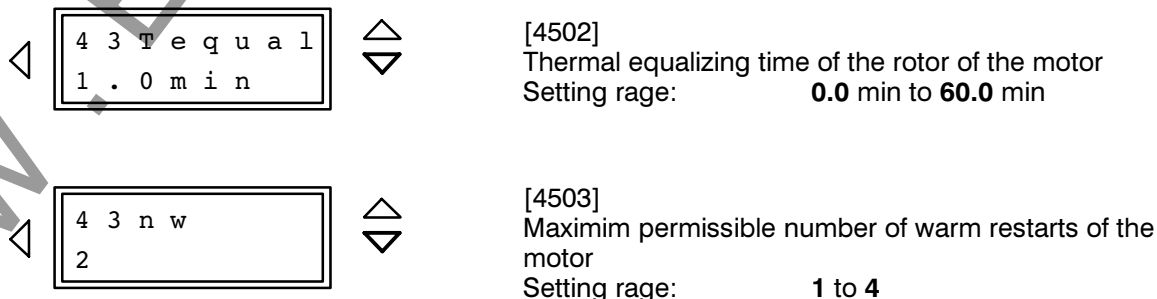 4 3 T e q u a l
1 . 0 m i n
[4502]
Thermal equalizing time of the rotor of the motor
Setting rage: 0.0 min to 60.0 min
4 3 n w
2
[4503]
Maximim permissible number of warm restarts of the
motor
Setting rage: 1 to 4